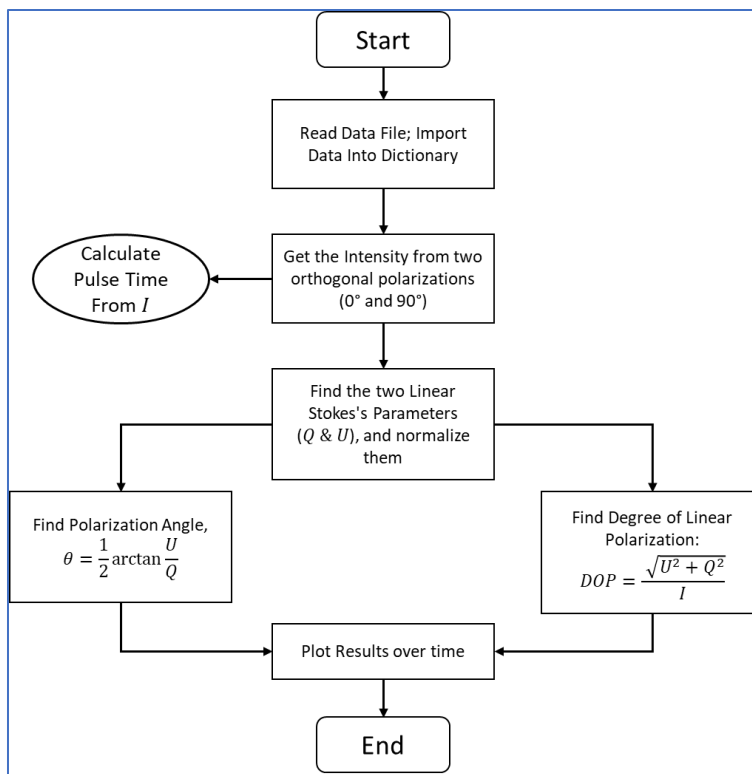 Start
Read Data File; Import
Data Into Dictionary
Calculate
Pulse Time
From I
Get the Intensity from two
orthogonal polarizations
(0° and 90°)
Find the two Linear
Stokes's Parameters
(Q & U), and normalize
them
Find Polarization Angle,
θ = 1/2 arctan U/Q
Find Degree of Linear
Polarization:
DOP = √(U² + Q²)/I
Plot Results over time
End